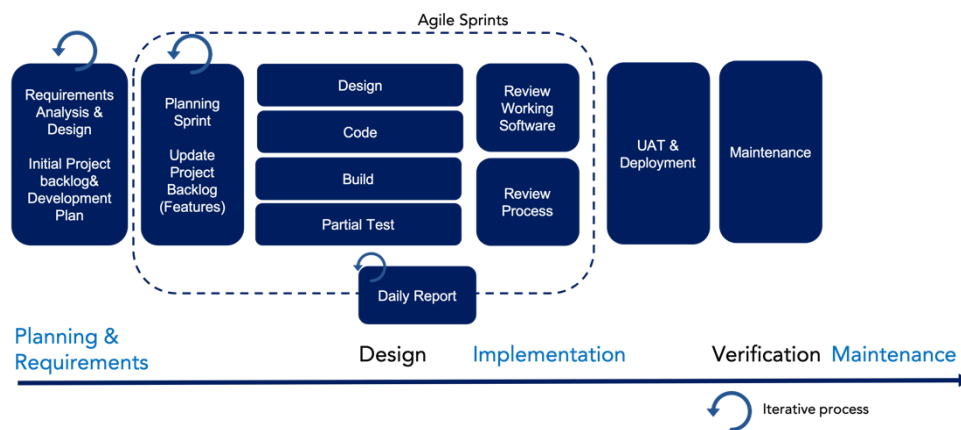 Agile Sprints
Requirements
Analysis &
Design
Initial Project
backlog&
Development
Plan
Planning
Sprint
Update
Project
Backlog
(Features)
Design
Code
Build
Partial Test
Review
Working
Software
Review
Process
UAT &
Deployment
Maintenance
Daily Report
Planning &
Requirements
Design
Implementation
Verification
Maintenance
Iterative process